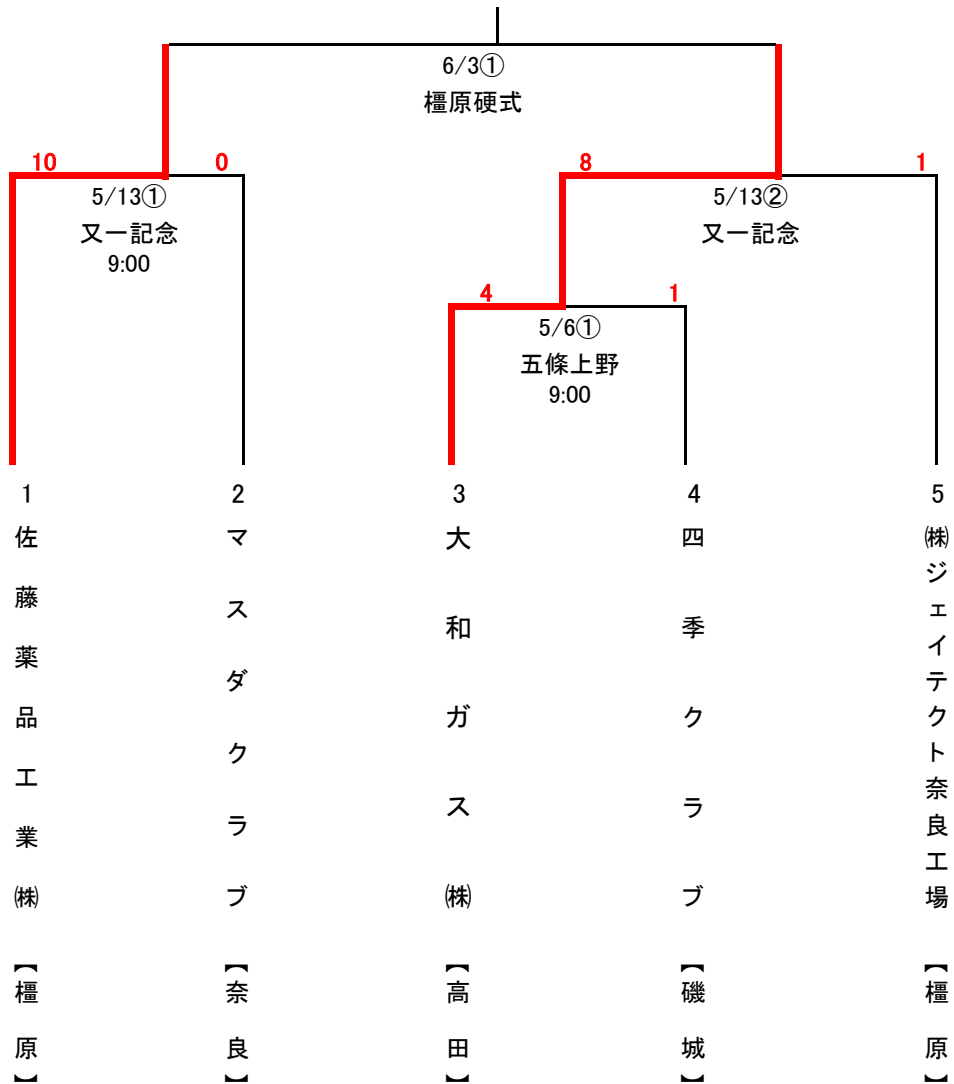 6/3①
橿原硬式
10
0
8
1
5/13①
又一記念
9:00
5/13②
又一記念
4
1
5/6①
五條上野
9:00
1
2
3
4
5
佐藤薬品工業㈱【橿原】
マスダクラブ【奈良】
大和ガス㈱【高田】
四季クラブ【磯城】
㈱ジェイテクト奈良工場【橿原】